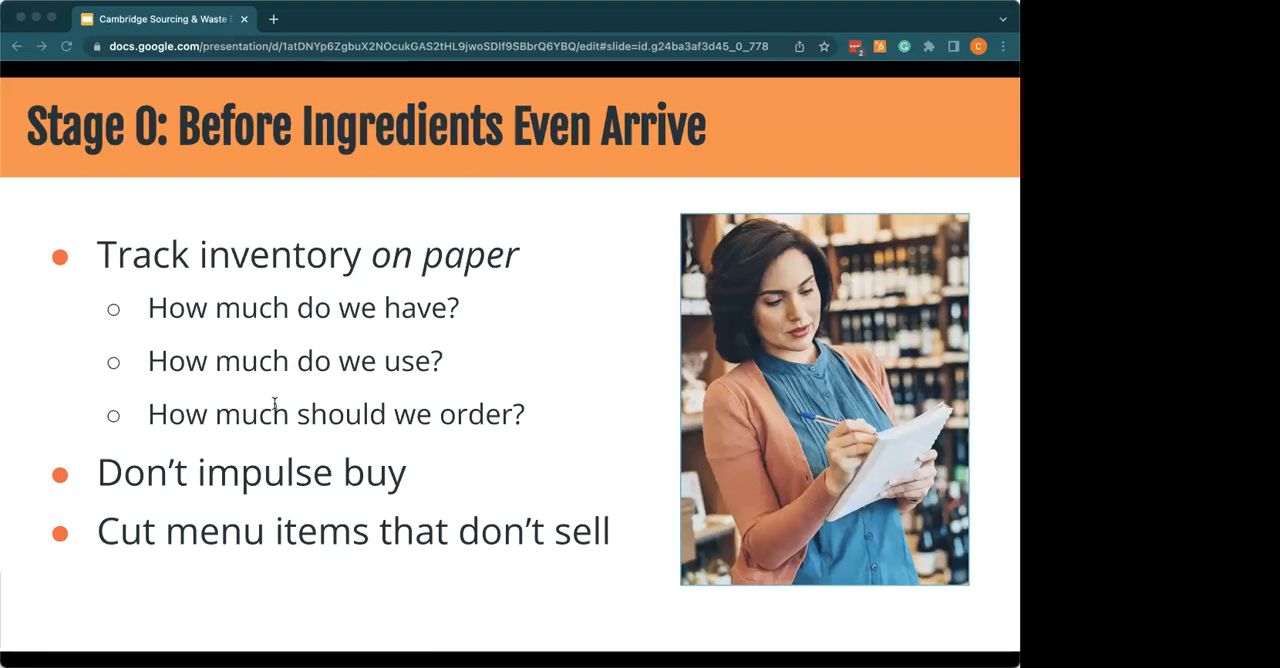 Cambridge Sourcing & Waste
docs.google.com/presentation/d/1atDNYp6ZgbuX2NOcukGAS2tHL9jwoSDIf9SBbrQ6YBQ/edit#slide=id.g24ba3af3d45_0_778
2
C
Stage 0: Before Ingredients Even Arrive
Track inventory on paper
How much do we have?
How much do we use?
How much should we order?
Don’t impulse buy
Cut menu items that don’t sell